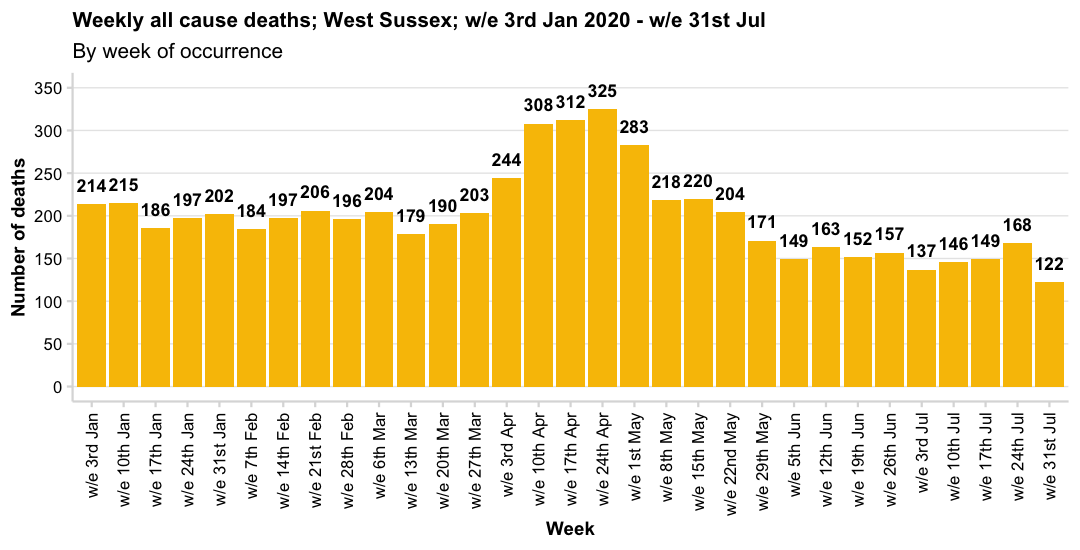 Weekly all cause deaths; West Sussex; w/e 3rd Jan 2020 - w/e 31st Jul
By week of occurrence
Number of deaths
350
300
250
200
150
100
50
0
214 215 186 197 202 184 197 206 196 204 179 190 203 244 308 312 325 283 218 220 204 171 149 163 152 157 137 146 149 168 122
w/e 3rd Jan
w/e 10th Jan
w/e 17th Jan
w/e 24th Jan
w/e 31st Jan
w/e 7th Feb
w/e 14th Feb
w/e 21st Feb
w/e 28th Feb
w/e 6th Mar
w/e 13th Mar
w/e 20th Mar
w/e 27th Mar
w/e 3rd Apr
w/e 10th Apr
w/e 17th Apr
w/e 24th Apr
w/e 1st May
w/e 8th May
w/e 15th May
w/e 22nd May
w/e 29th May
w/e 5th Jun
w/e 12th Jun
w/e 19th Jun
w/e 26th Jun
w/e 3rd Jul
w/e 10th Jul
w/e 17th Jul
w/e 24th Jul
w/e 31st Jul
Week